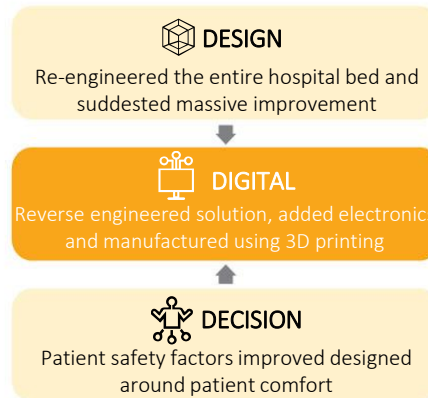 DESIGN
Re-engineered the entire hospital bed and
suddested massive improvement
DIGITAL
Reverse engineered solution, added electronic
and manufactured using 3D printing
DECISION
Patient safety factors improved designed
around patient comfort